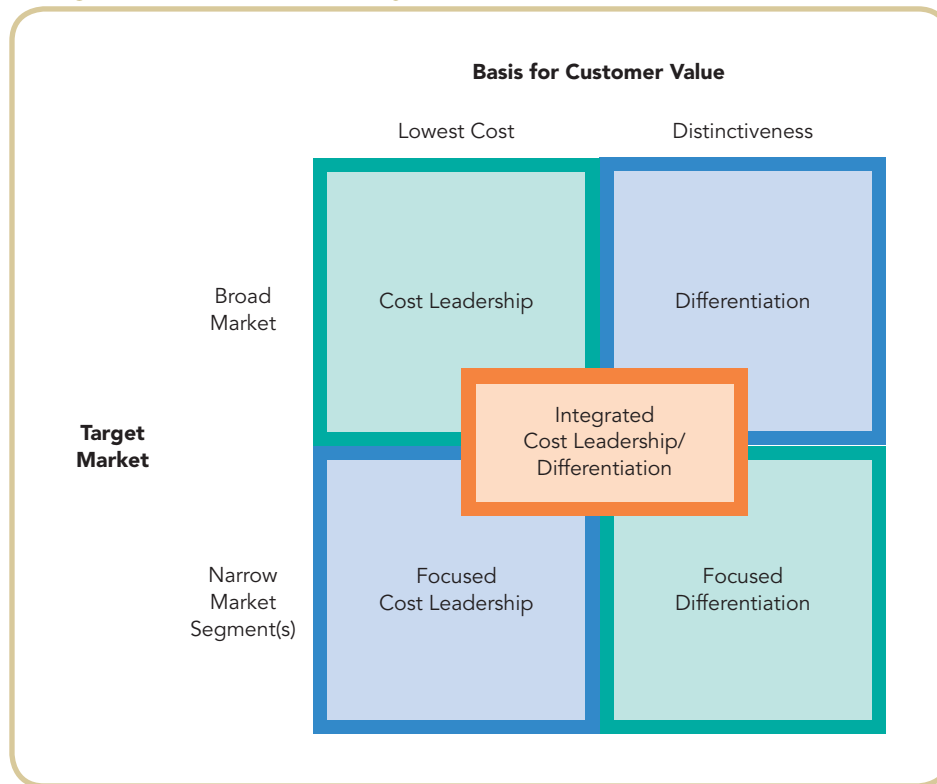 Basis for Customer Value
Lowest Cost
Distinctiveness
Broad
Market
Cost Leadership
Differentiation
Integrated
Cost Leadership/
Differentiation
Target
Market
Narrow
Market
Segment(s)
Focused
Cost Leadership
Focused
Differentiation